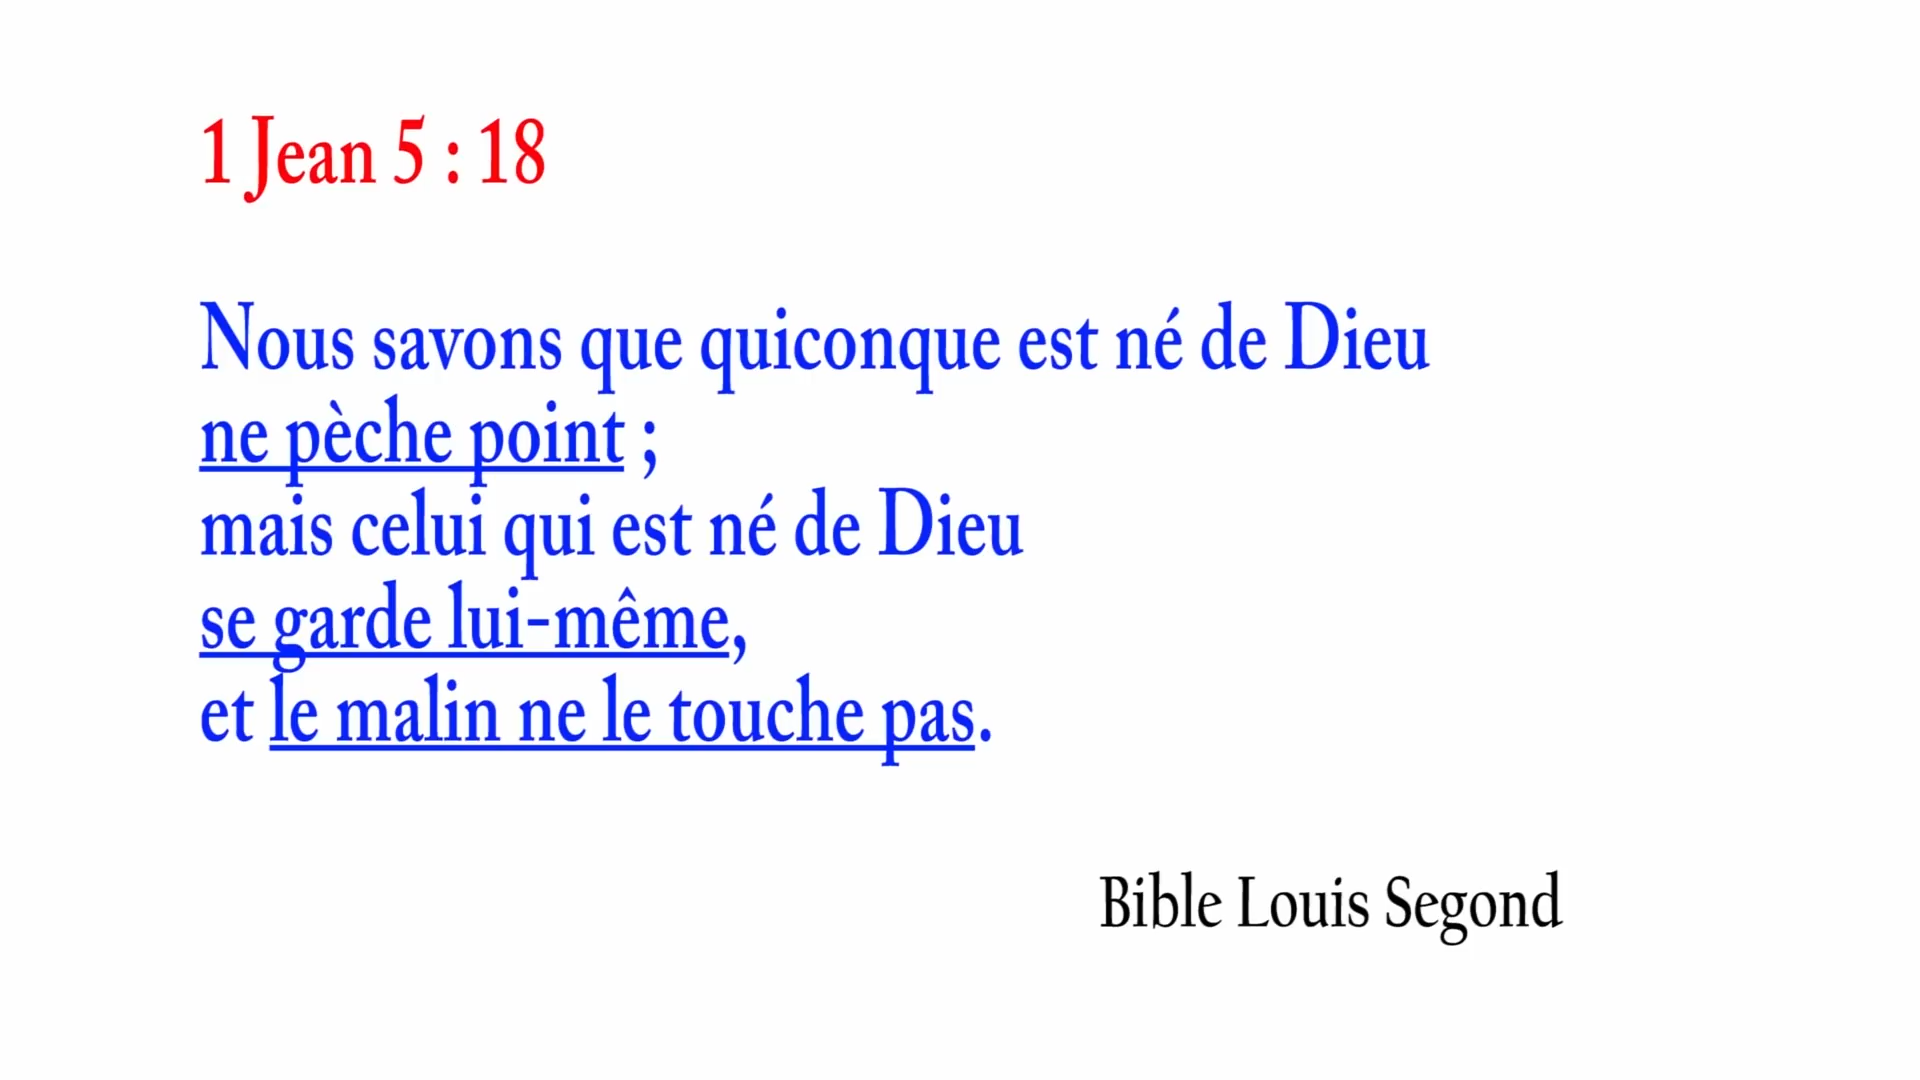 1 Jean 5 : 18
Nous savons que quiconque est né de Dieu
ne pèche point ;
mais celui qui est né de Dieu
se garde lui-même,
et le malin ne le touche pas.
Bible Louis Segond